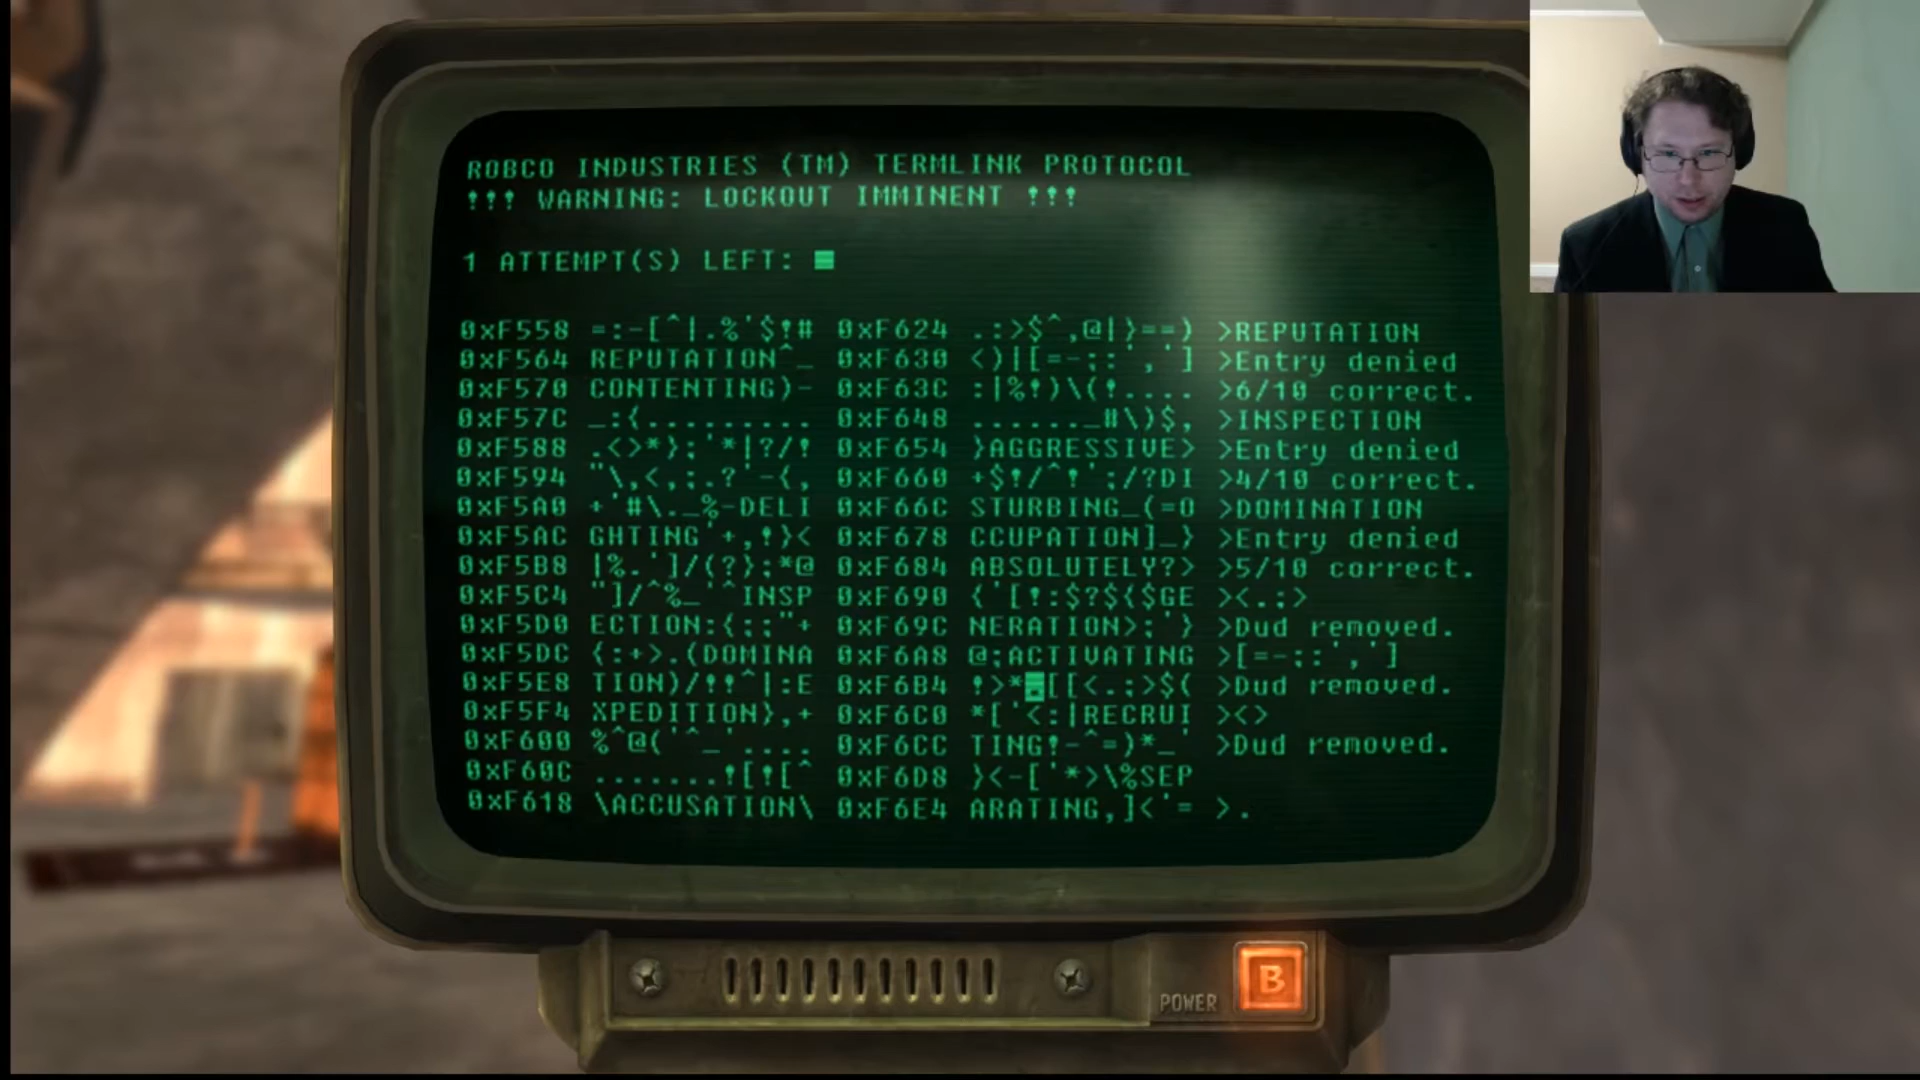 ROBCO INDUSTRIES (TM) TERMLINK PROTOCOL
!!! WARNING: LOCKOUT IMMINENT !!!
1 ATTEMPT(S) LEFT:
0xF558 =:-[^|.%'$!#
0xF564 REPUTATION^_
0xF570 CONTENTING)-
0xF57C _:{.........
0xF588 .<>*};'*|?/!
0xF594 "\,<,;.?'-{,
0xF5A0 +'#\._%-DELI
0xF5AC GHTING'+,!}<
0xF5B8 |%.']/(?};*@
0xF5C4 "]/^%_'^INSP
0xF5D0 ECTION:{;;"+
0xF5DC {:+>.(DOMINA
0xF5E8 TION)/!!^|:E
0xF5F4 XPEDITION},+
0xF600 %^@('^_'....
0xF60C .......![![^
0xF618 \ACCUSATION\
0xF624 .:>$^,@|}==)
0xF630 <)|[=-;:',']
0xF63C :|%!)\(!....
0xF648 ......._#\)$,
0xF654 }AGGRESSIVE>
0xF660 +$!/^!';/?DI
0xF66C STURBING_(=O
0xF678 CCUPATION]_}
0xF684 ABSOLUTELY?>
0xF690 {'[!:$?${$GE
0xF69C NERATION>;'}
0xF6A8 @;ACTIVATING
0xF6B4 !>*_[[<.;>$(
0xF6C0 *['<:|RECRUI
0xF6CC TING!-^=)*_'
0xF6D8 }<-['*>\%SEP
0xF6E4 ARATING,]<'=
>REPUTATION
>Entry denied
>6/10 correct.
>INSPECTION
>Entry denied
>4/10 correct.
>DOMINATION
>Entry denied
>5/10 correct.
><.;>
>Dud removed.
>[=-;:',']
>Dud removed.
><>
>Dud removed.
>.
POWER
B